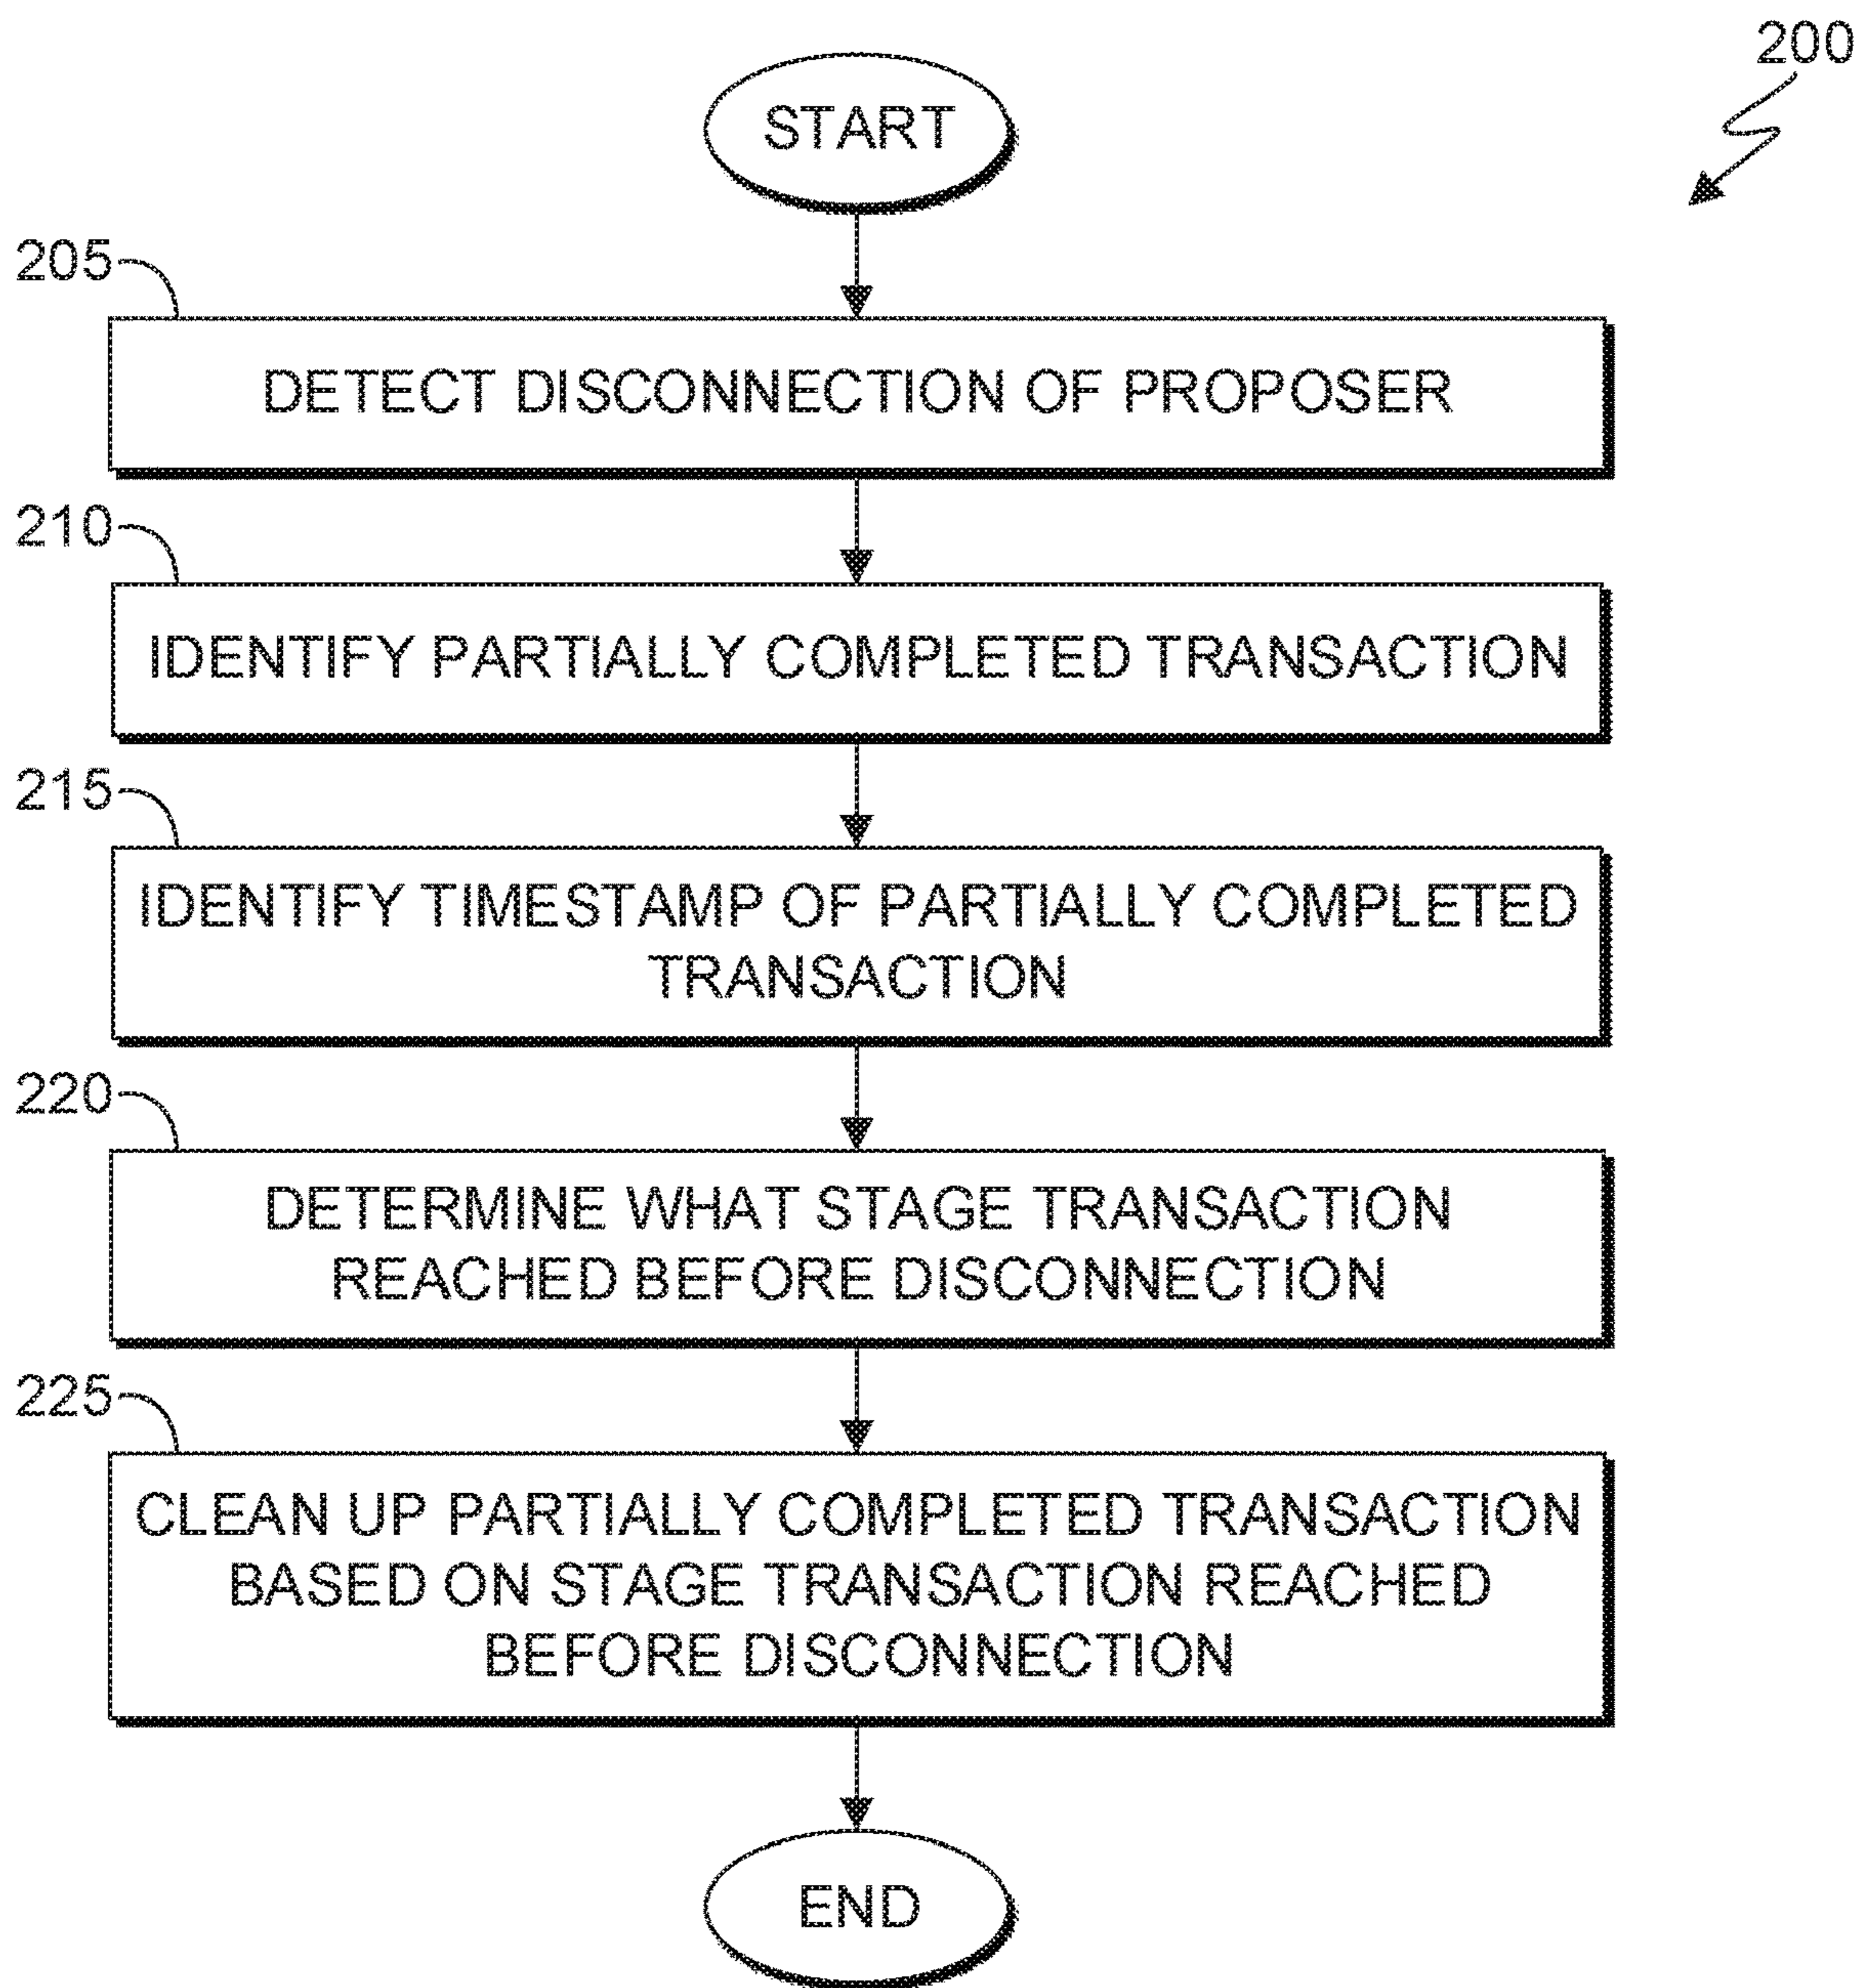 200
START
205
DETECT DISCONNECTION OF PROPOSER
210
IDENTIFY PARTIALLY COMPLETED TRANSACTION
215
IDENTIFY TIMESTAMP OF PARTIALLY COMPLETED
TRANSACTION
220
DETERMINE WHAT STAGE TRANSACTION
REACHED BEFORE DISCONNECTION
225
CLEAN UP PARTIALLY COMPLETED TRANSACTION
BASED ON STAGE TRANSACTION REACHED
BEFORE DISCONNECTION
END